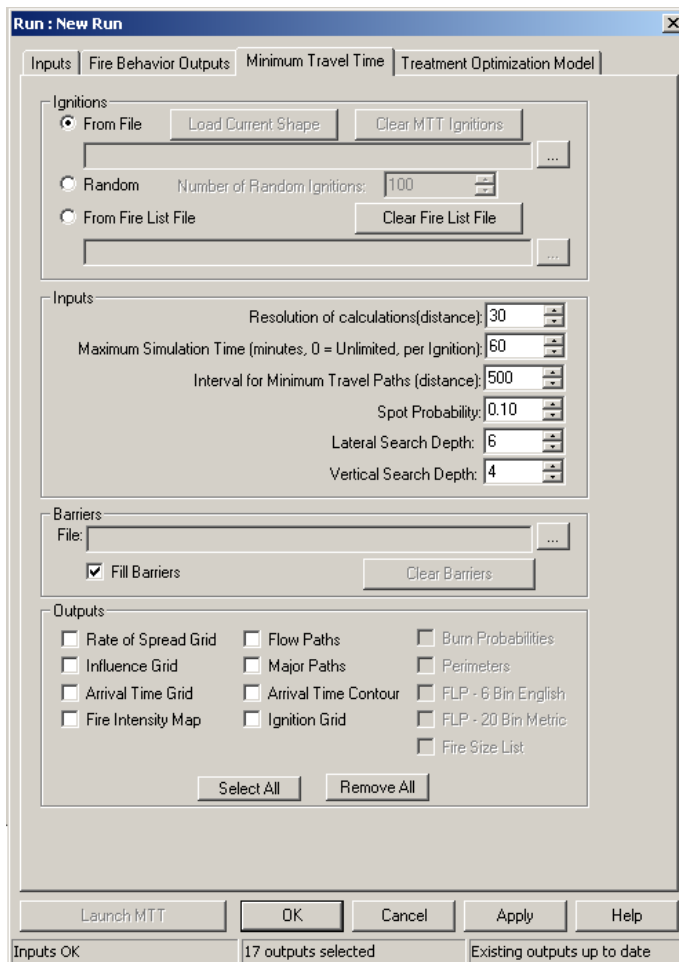 Run : New Run
Inputs Fire Behavior Outputs Minimum Travel Time Treatment Optimization Model
Ignitions
From File Load Current Shape Clear MTT Ignitions
...
Random Number of Random Ignitions: 100
From Fire List File Clear Fire List File
...
Inputs
Resolution of calculations(distance): 30
Maximum Simulation Time (minutes, 0 = Unlimited, per Ignition): 60
Interval for Minimum Travel Paths (distance): 500
Spot Probability: 0.10
Lateral Search Depth: 6
Vertical Search Depth: 4
Barriers
File: ...
Fill Barriers Clear Barriers
Outputs
Rate of Spread Grid Flow Paths Burn Probabilities
Influence Grid Major Paths Perimeters
Arrival Time Grid Arrival Time Contour FLP - 6 Bin English
Fire Intensity Map Ignition Grid FLP - 20 Bin Metric
Fire Size List
Select All Remove All
Launch MTT OK Cancel Apply Help
Inputs OK 17 outputs selected Existing outputs up to date